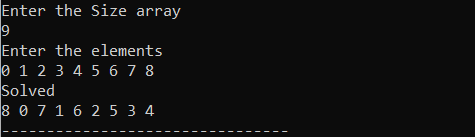 Enter the Size array
9
Enter the elements
0 1 2 3 4 5 6 7 8
Solved
8 0 7 1 6 2 5 3 4
--------------------------------